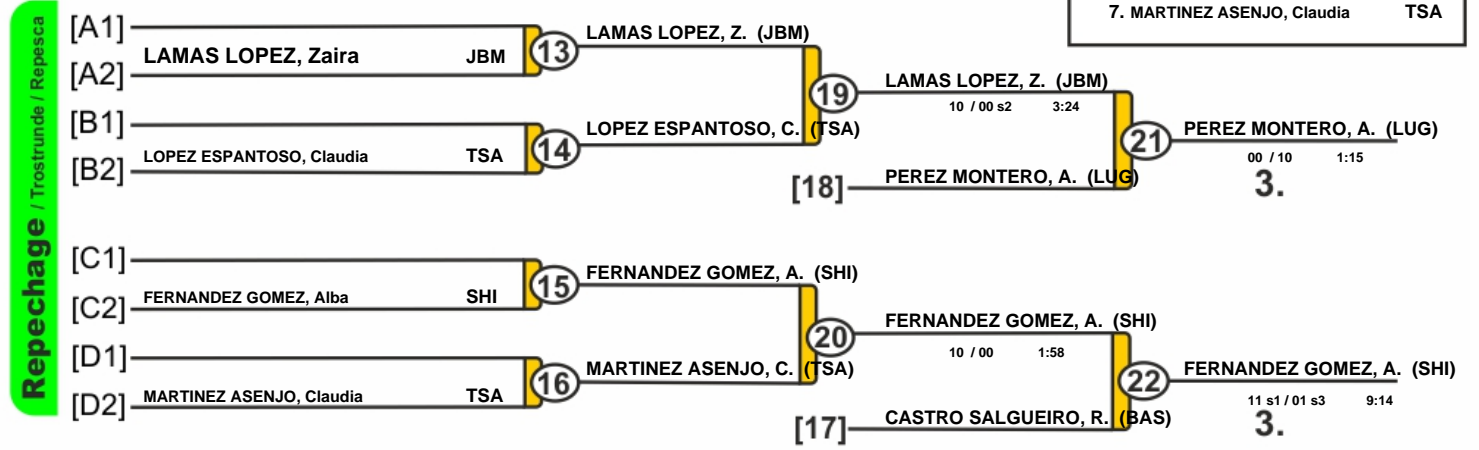 7. MARTINEZ ASENJO, Claudia TSA
Repechage / Trostrunde / Repesca
[A1]
LAMAS LOPEZ, Zaira JBM
[A2]
13
LAMAS LOPEZ, Z. (JBM)
[B1]
LOPEZ ESPANTOSO, Claudia TSA
[B2]
14
LOPEZ ESPANTOSO, C. (TSA)
19
LAMAS LOPEZ, Z. (JBM)
10 / 00 s2 3:24
[18]
PEREZ MONTERO, A. (LUG)
21
PEREZ MONTERO, A. (LUG)
00 / 10 1:15
3.
[C1]
FERNANDEZ GOMEZ, Alba SHI
[C2]
15
FERNANDEZ GOMEZ, A. (SHI)
[D1]
MARTINEZ ASENJO, Claudia TSA
[D2]
16
MARTINEZ ASENJO, C. (TSA)
20
FERNANDEZ GOMEZ, A. (SHI)
10 / 00 1:58
[17]
CASTRO SALGUEIRO, R. (BAS)
22
FERNANDEZ GOMEZ, A. (SHI)
11 s1 / 01 s3 9:14
3.